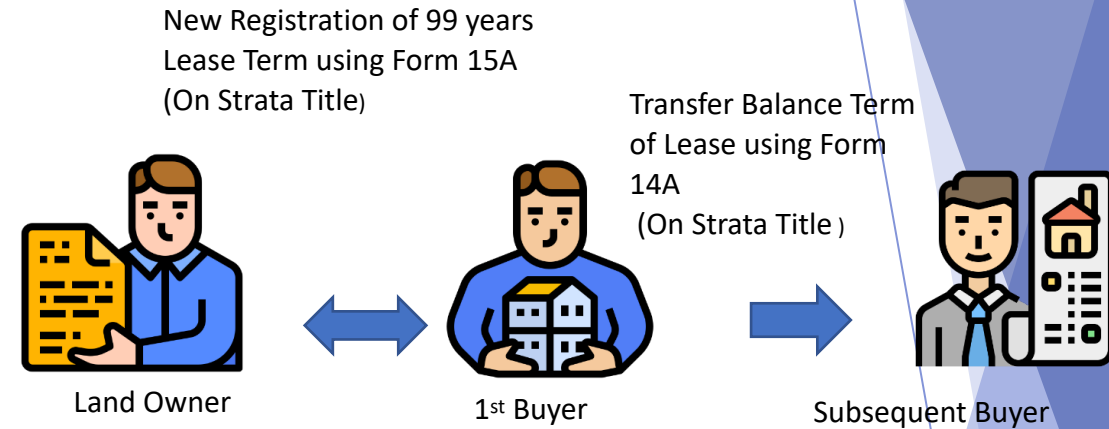 New Registration of 99 years
Lease Term using Form 15A
(On Strata Title)
Transfer Balance Term
of Lease using Form
14A
(On Strata Title )
Land Owner
1st Buyer
Subsequent Buyer